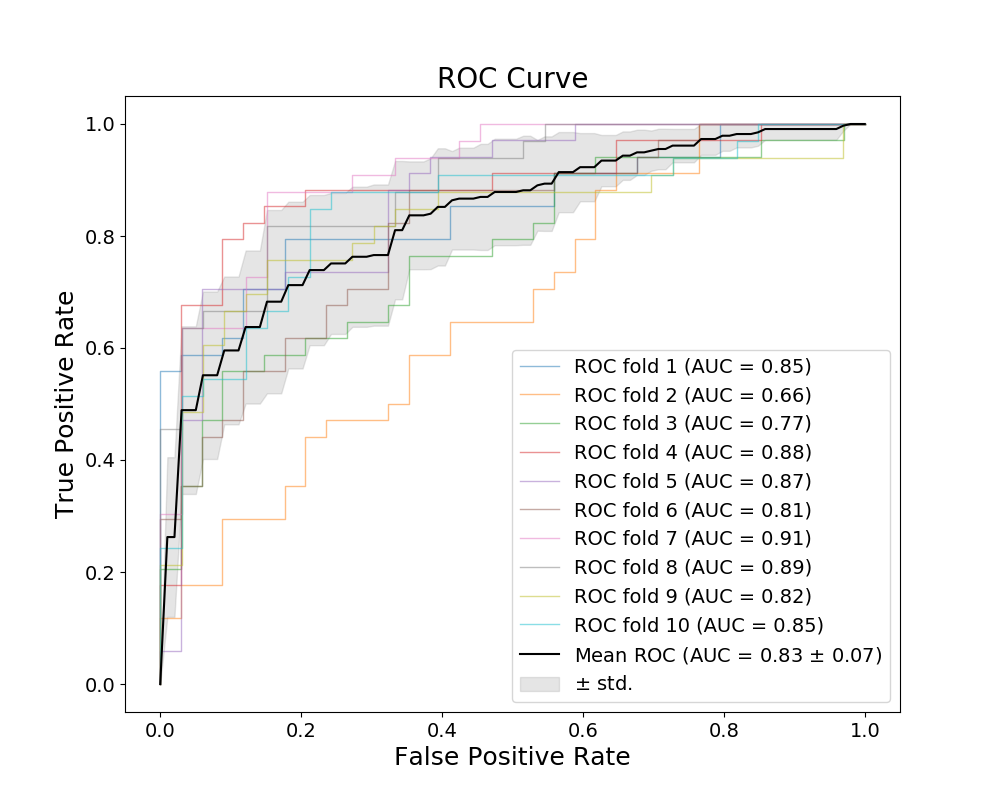 ROC Curve
True Positive Rate
1.0
0.8
0.6
0.4
0.2
0.0
ROC fold 1 (AUC = 0.85)
ROC fold 2 (AUC = 0.66)
ROC fold 3 (AUC = 0.77)
ROC fold 4 (AUC = 0.88)
ROC fold 5 (AUC = 0.87)
ROC fold 6 (AUC = 0.81)
ROC fold 7 (AUC = 0.91)
ROC fold 8 (AUC = 0.89)
ROC fold 9 (AUC = 0.82)
ROC fold 10 (AUC = 0.85)
Mean ROC (AUC = 0.83 ± 0.07)
± std.
0.0 0.2 0.4 0.6 0.8 1.0
False Positive Rate